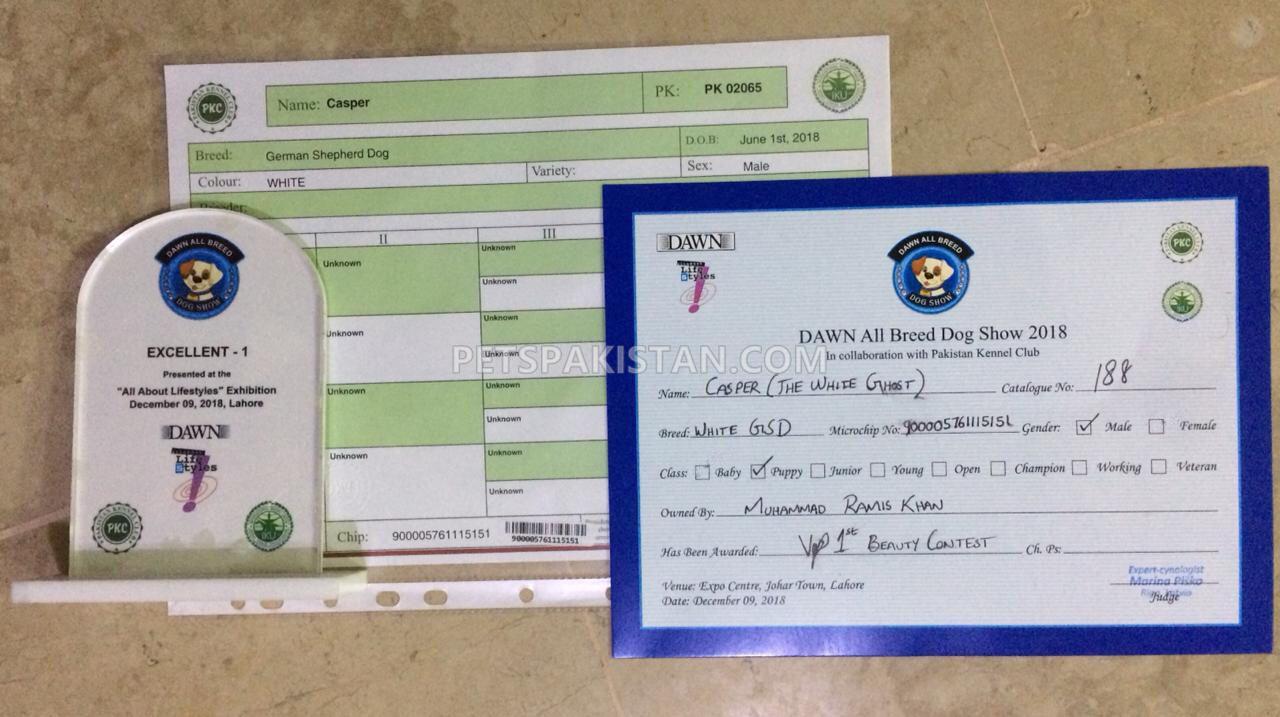 PKC
Name: Casper
PK: PK 02065
IKU
Breed: German Shepherd Dog
D.O.B: June 1st, 2018
Colour: WHITE
Variety:
Sex: Male
II
III
Unknown
Unknown
Unknown
Unknown
Unknown
Unknown
Unknown
Unknown
Unknown
Unknown
Unknown
Unknown
Chip: 900005761115151
900005761115151
DAWN ALL BREED
DOG SHOW
EXCELLENT - 1
Presented at the
"All About Lifestyles" Exhibition
December 09, 2018, Lahore
DAWN
Life
Styles
PKC
IKU
DAWN
Life
Styles
DAWN ALL BREED
DOG SHOW
PKC
IKU
DAWN All Breed Dog Show 2018
In collaboration with Pakistan Kennel Club
Name: CASPER (THE WHITE GHOST) Catalogue No: 188
Breed: WHITE GSD Microchip No: 900005761115151 Gender: Male Female
Class: Baby Puppy Junior Young Open Champion Working Veteran
Owned By: MUHAMMAD RAMIS KHAN
Has Been Awarded: 1st BEAUTY CONTEST Ch. Ps:
Venue: Expo Centre, Johar Town, Lahore
Date: December 09, 2018
Expert-cynologist
Marina Pisko
Judge
PETSPAKISTAN.COM